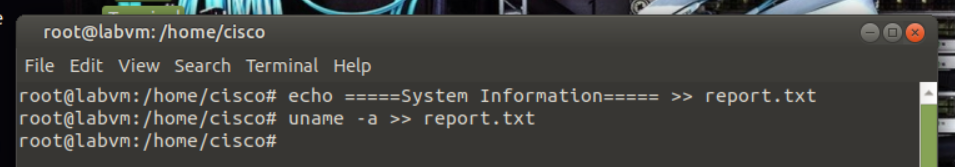 root@labvm: /home/cisco
File Edit View Search Terminal Help
root@labvm:/home/cisco# echo =====System Information===== >> report.txt
root@labvm:/home/cisco# uname -a >> report.txt
root@labvm:/home/cisco#